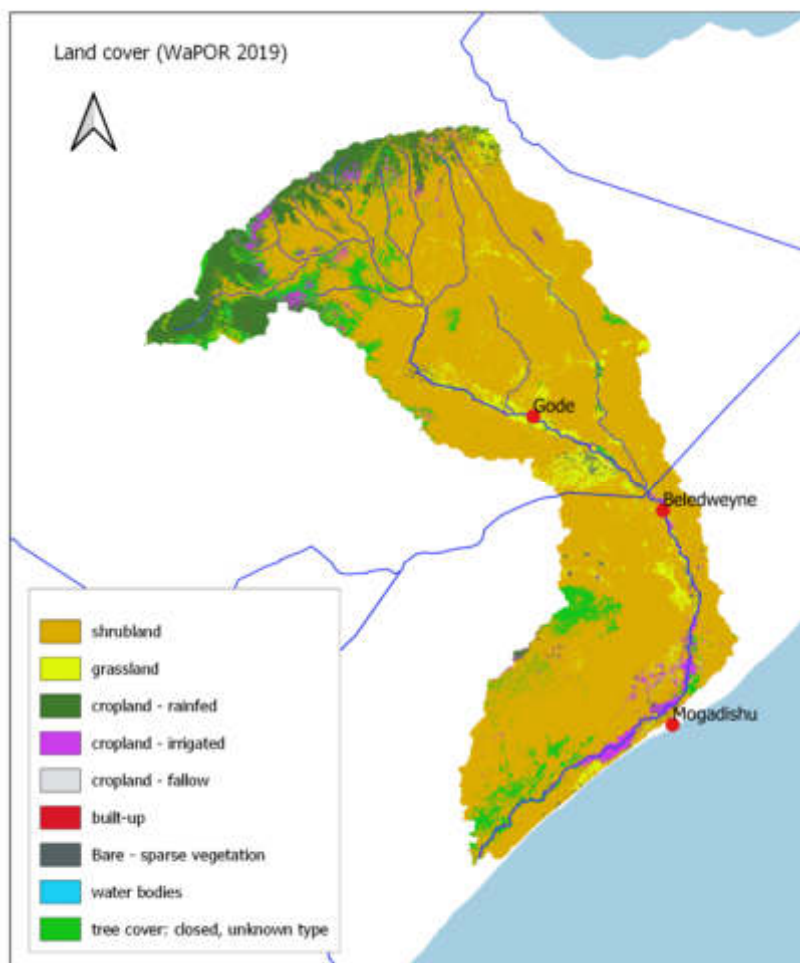 Land cover (WaPOR 2019)
Gode
Beledweyne
Mogadishu
shrubland
grassland
cropland - rainfed
cropland - irrigated
cropland - fallow
built-up
Bare - sparse vegetation
water bodies
tree cover: closed, unknown type